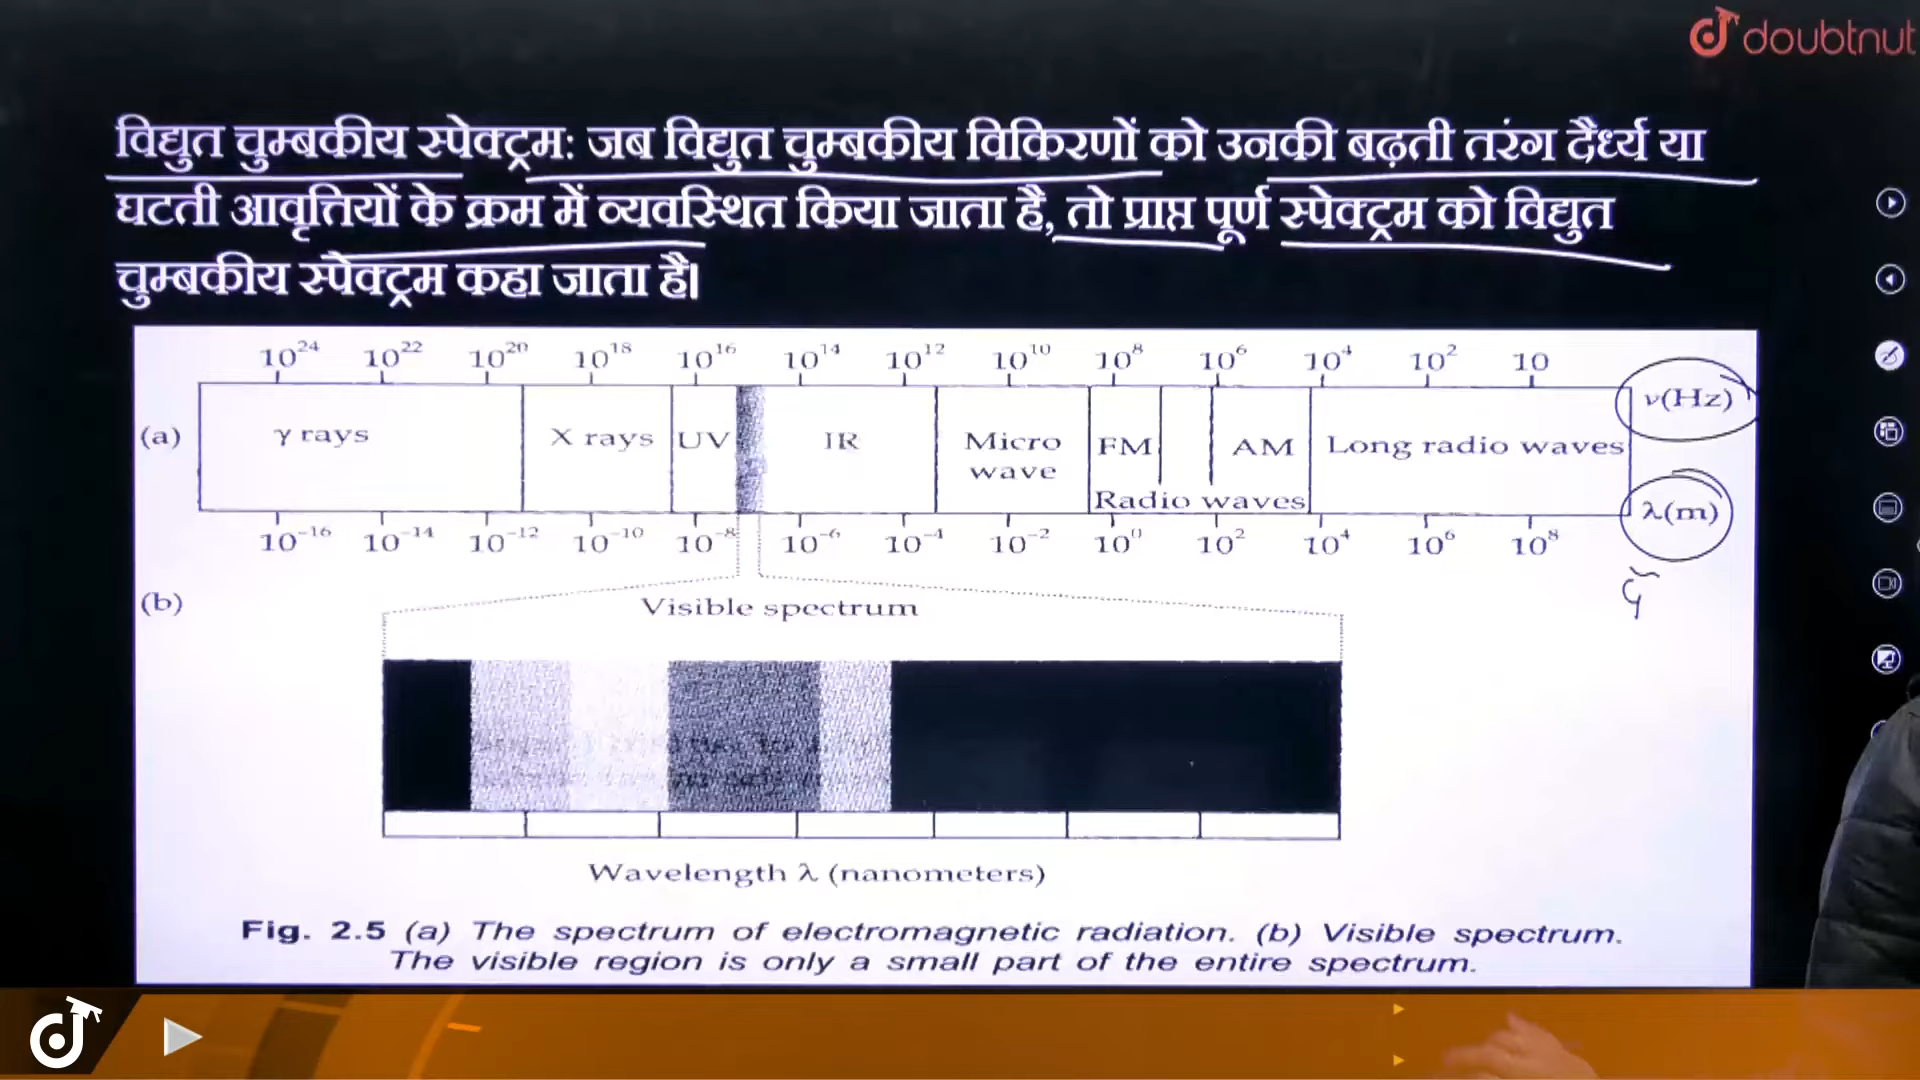 doubtnut
विद्युत चुम्बकीय स्पेक्ट्रम: जब विद्युत चुम्बकीय विकिरणों को उनकी बढ़ती तरंग दैर्ध्य या
घटती आवृत्तियों के क्रम में व्यवस्थित किया जाता है, तो प्राप्त पूर्ण स्पेक्ट्रम को विद्युत
चुम्बकीय स्पेक्ट्रम कहा जाता है।
10²⁴ 10²² 10²⁰ 10¹⁸ 10¹⁶ 10¹⁴ 10¹² 10¹⁰ 10⁸ 10⁶ 10⁴ 10² 10
ν(Hz)
(a) γ rays X rays UV IR Micro wave FM AM Long radio waves
Radio waves
λ(m)
10⁻¹⁶ 10⁻¹⁴ 10⁻¹² 10⁻¹⁰ 10⁻⁸ 10⁻⁶ 10⁻⁴ 10⁻² 10⁰ 10² 10⁴ 10⁶ 10⁸
(b) Visible spectrum
Wavelength λ (nanometers)
Fig. 2.5 (a) The spectrum of electromagnetic radiation. (b) Visible spectrum.
The visible region is only a small part of the entire spectrum.